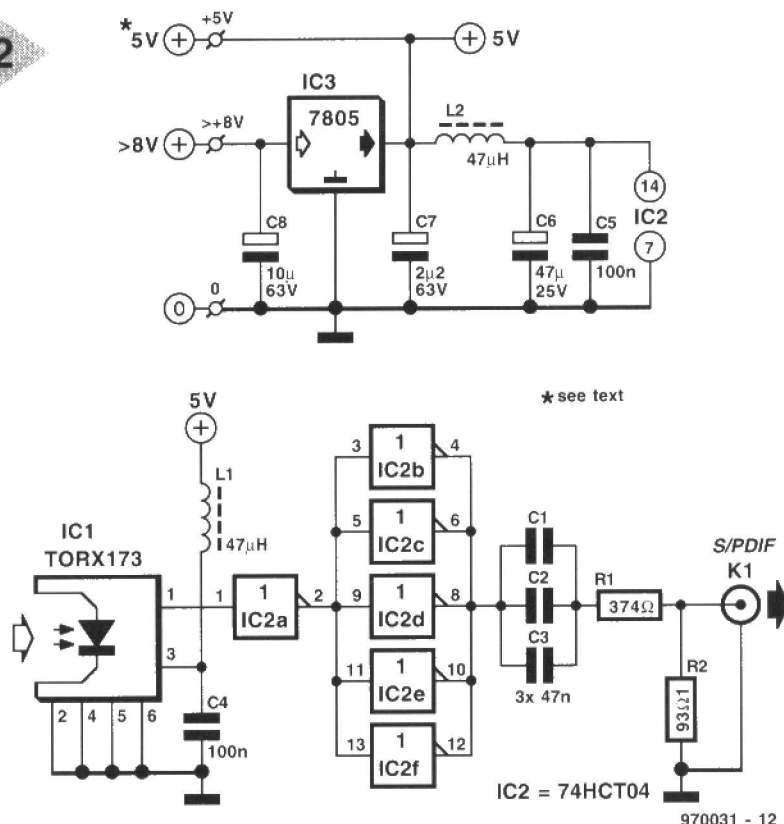 2
* 5V +5V 5V
IC3
7805
>8V >+8V
L2
47µH
14
IC2
7
C8
10µ
63V
C7
2µ2
63V
C6
47µ
25V
C5
100n
0 0
* see text
5V
L1
47µH
IC1
TORX173
1 1
1
IC2a
2
3
2 4 5 6
C4
100n
3
1
IC2b
4
5
1
IC2c
6
9
1
IC2d
8
11
1
IC2e
10
13
1
IC2f
12
C1
C2
C3
3x 47n
R1
374Ω
S/PDIF
K1
R2
93Ω1
IC2 = 74HCT04
970031 - 12